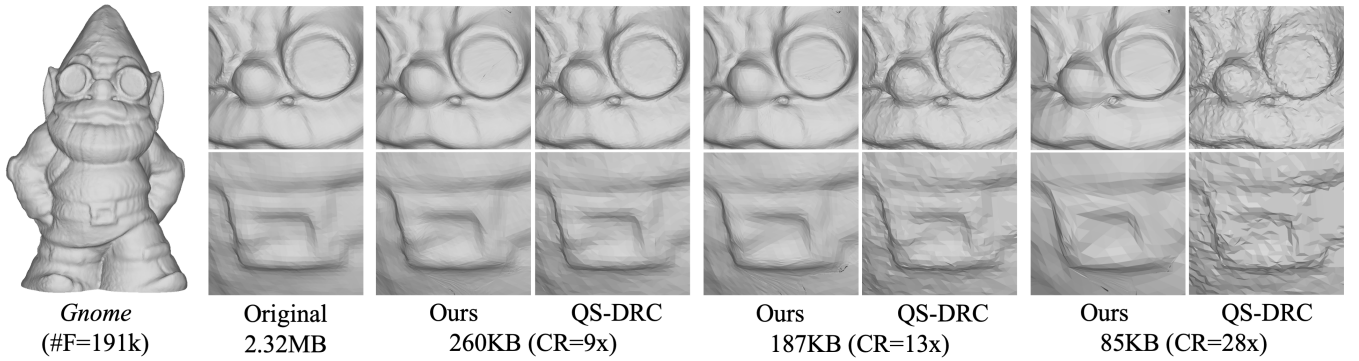 Gnome
(#F=191k)
Original
2.32MB
Ours
QS-DRC
260KB (CR=9x)
Ours
QS-DRC
187KB (CR=13x)
Ours
QS-DRC
85KB (CR=28x)